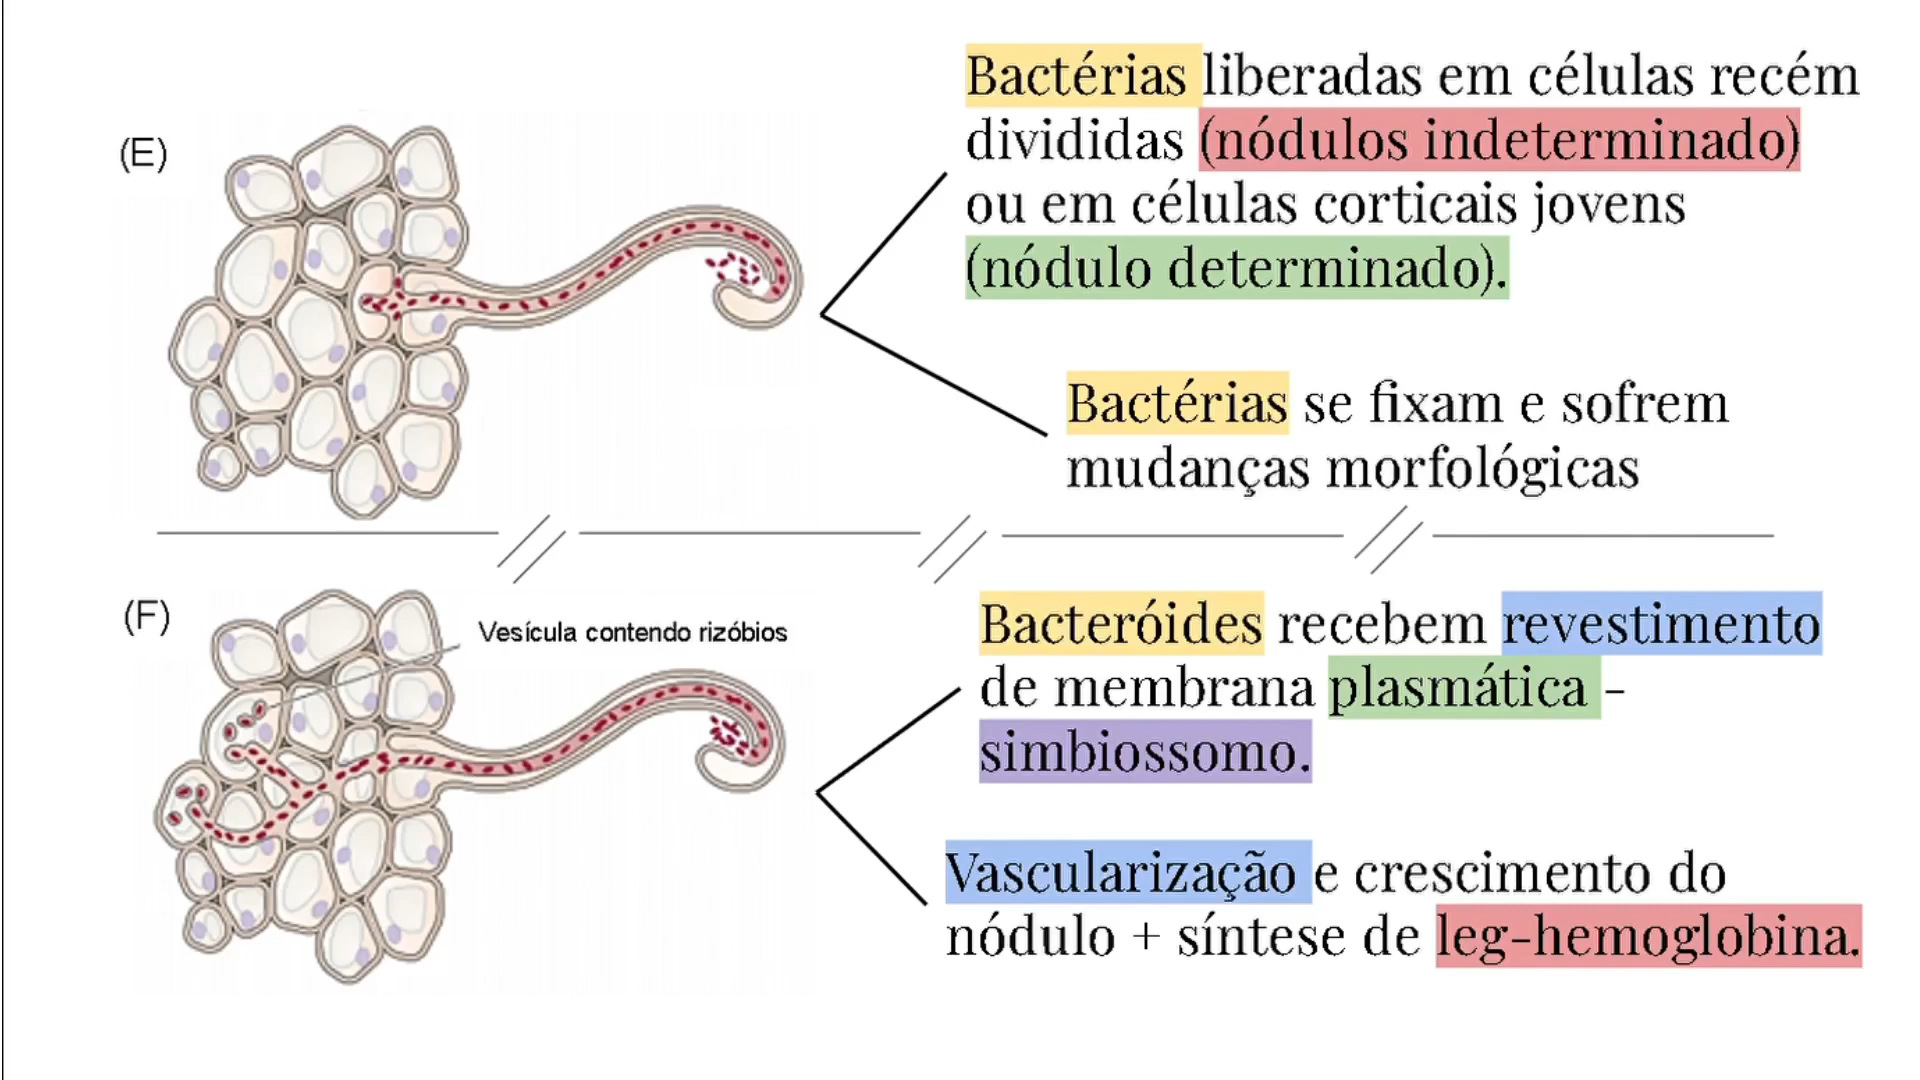 (E)
Bactérias liberadas em células recém
divididas (nódulos indeterminado)
ou em células corticais jovens
(nódulo determinado).
Bactérias se fixam e sofrem
mudanças morfológicas
(F)
Vesícula contendo rizóbios
Bacteróides recebem revestimento
de membrana plasmática -
simbiossomo.
Vascularização e crescimento do
nódulo + síntese de leg-hemoglobina.